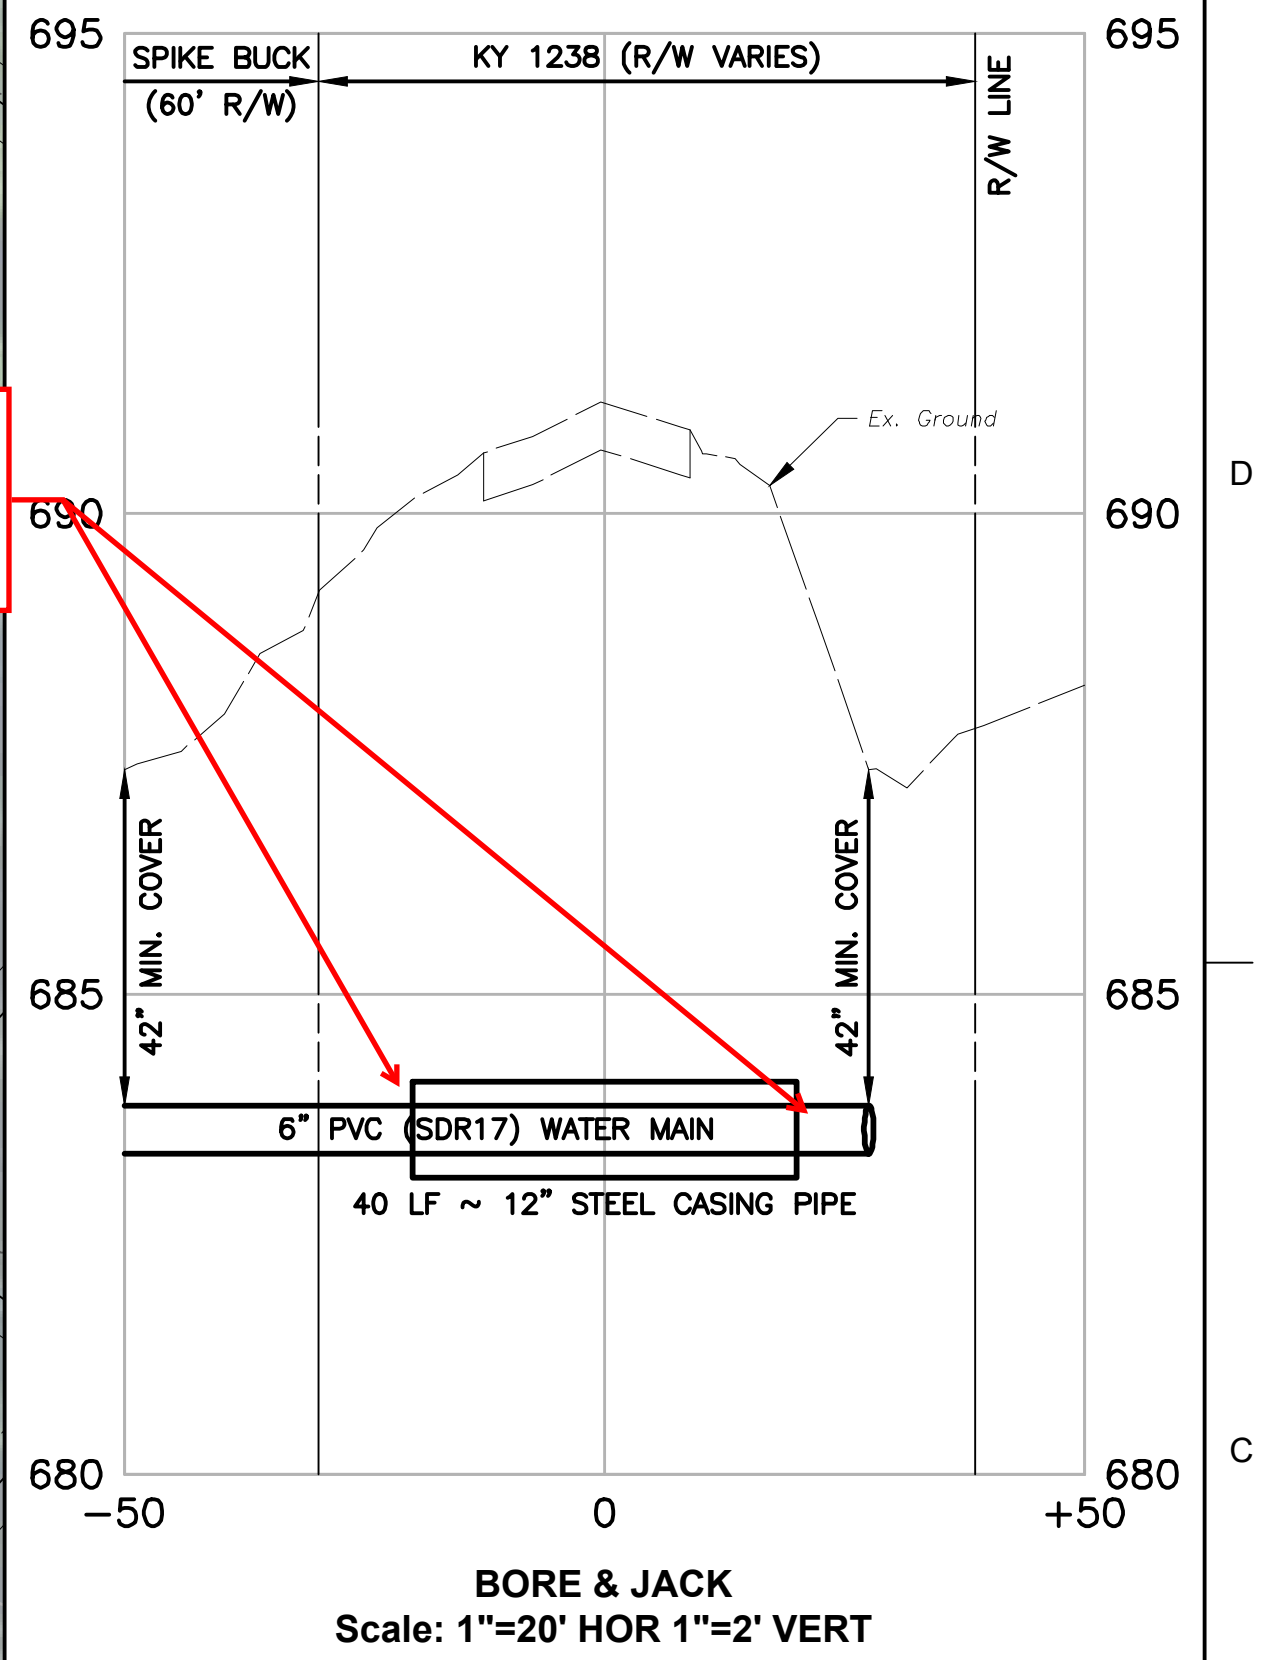 695
695
SPIKE BUCK
KY 1238 (R/W VARIES)
(60' R/W)
R/W LINE
Ex. Ground
D
690
690
42" MIN. COVER
42" MIN. COVER
685
685
6" PVC (SDR17) WATER MAIN
40 LF ~ 12" STEEL CASING PIPE
C
680
680
-50
0
+50
BORE & JACK
Scale: 1"=20' HOR 1"=2' VERT